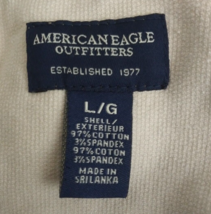 AMERICAN EAGLE
OUTFITTERS
ESTABLISHED 1977
L/G
SHELL/
EXTERIEUR
97% COTTON
3% SPANDEX
97% COTON
3% SPANDEX
MADE IN
SRI LANKA